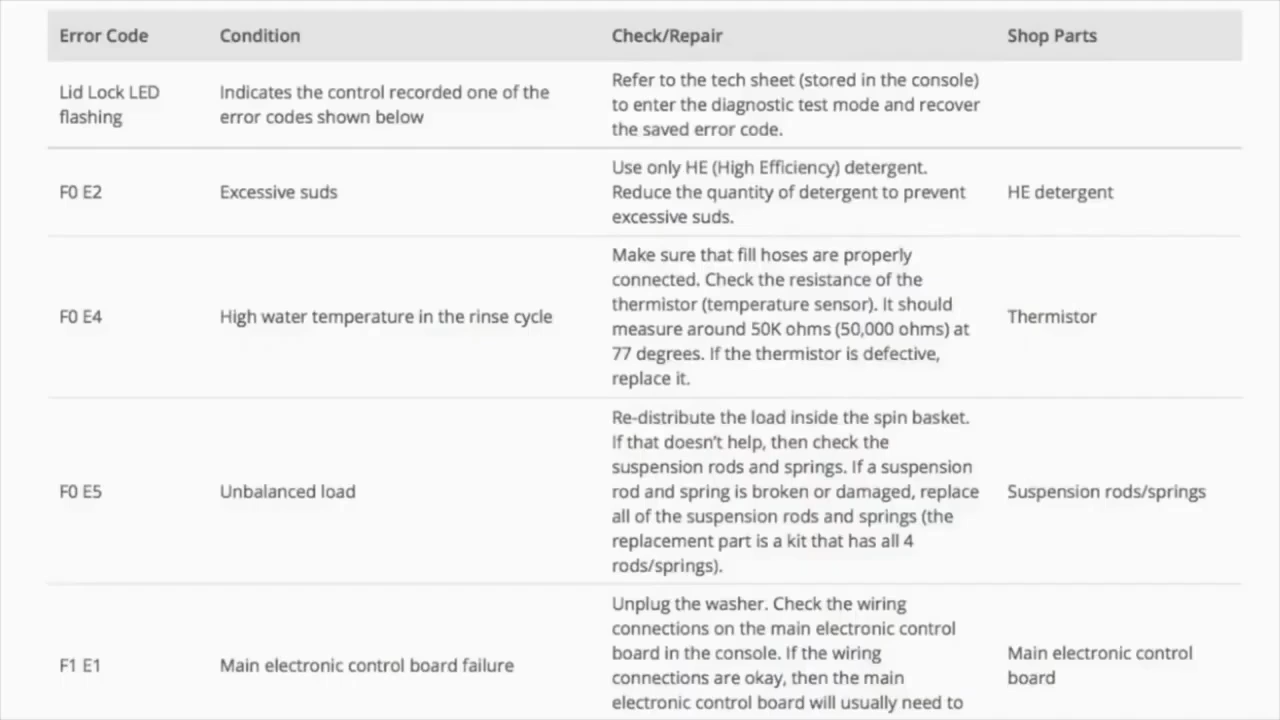 Error Code Condition Check/Repair Shop Parts
Lid Lock LED
flashing
Indicates the control recorded one of the
error codes shown below
Refer to the tech sheet (stored in the console)
to enter the diagnostic test mode and recover
the saved error code.
F0 E2
Excessive suds
Use only HE (High Efficiency) detergent.
Reduce the quantity of detergent to prevent
excessive suds.
HE detergent
F0 E4
High water temperature in the rinse cycle
Make sure that fill hoses are properly
connected. Check the resistance of the
thermistor (temperature sensor). It should
measure around 50K ohms (50,000 ohms) at
77 degrees. If the thermistor is defective,
replace it.
Thermistor
F0 E5
Unbalanced load
Re-distribute the load inside the spin basket.
If that doesn't help, then check the
suspension rods and springs. If a suspension
rod and spring is broken or damaged, replace
all of the suspension rods and springs (the
replacement part is a kit that has all 4
rods/springs).
Suspension rods/springs
F1 E1
Main electronic control board failure
Unplug the washer. Check the wiring
connections on the main electronic control
board in the console. If the wiring
connections are okay, then the main
electronic control board will usually need to
Main electronic control
board